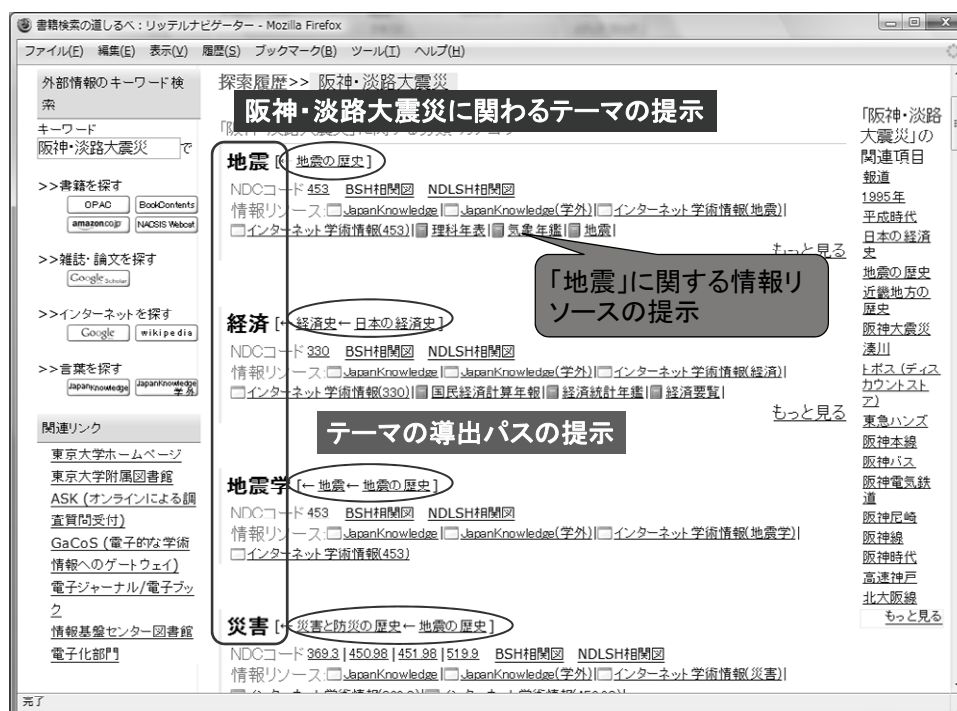 書籍検索の道しるべ：リッテルナビゲーター - Mozilla Firefox
ファイル(F) 編集(E) 表示(V) 履歴(S) ブックマーク(B) ツール(T) ヘルプ(H)
外部情報のキーワード検
索
キーワード
阪神・淡路大震災 で
>>書籍を探す
OPAC BookContents
amazon.co.jp NACSIS Webcat
>>雑誌・論文を探す
Google Scholar
>>インターネットを探す
Google wikipedia
>>言葉を探す
JapanKnowledge JapanKnowledge 学外
関連リンク
東京大学ホームページ
東京大学附属図書館
ASK (オンラインによる調
査質問受付)
GaCoS (電子的な学術
情報へのゲートウェイ)
電子ジャーナル/電子ブッ
ク
情報基盤センター図書館
電子化部門
探索履歴>> 阪神・淡路大震災
阪神・淡路大震災に関わるテーマの提示
地震 [← 地震の歴史 ]
NDCコード 453 BSH相関図 NDLSH相関図
情報リソース:JapanKnowledge|JapanKnowledge(学外)|インターネット学術情報(地震)|
インターネット学術情報(453)|理科年表|気象年鑑|地震|
もっと見る
「地震」に関する情報リ
ソースの提示
経済 [← 経済史← 日本の経済史 ]
NDCコード 330 BSH相関図 NDLSH相関図
情報リソース:JapanKnowledge|JapanKnowledge(学外)|インターネット学術情報(経済)|
インターネット学術情報(330)|国民経済計算年報|経済統計年鑑|経済要覧|
もっと見る
テーマの導出パスの提示
地震学 [← 地震← 地震の歴史 ]
NDCコード 453 BSH相関図 NDLSH相関図
情報リソース:JapanKnowledge|JapanKnowledge(学外)|インターネット学術情報(地震学)|
インターネット学術情報(453)
災害 [← 災害と防災の歴史← 地震の歴史 ]
NDCコード 369.3 | 450.98 | 451.98 | 519.9 BSH相関図 NDLSH相関図
情報リソース:JapanKnowledge|JapanKnowledge(学外)|インターネット学術情報(災害)|
「阪神・淡路
大震災」の
関連項目
報道
1995年
平成時代
日本の経済
史
地震の歴史
近畿地方の
歴史
阪神大震災
湊川
トポス (ディス
カウントスト
ア)
東急ハンズ
阪神本線
阪神バス
阪神電気鉄
道
阪神尼崎
阪神線
阪神時代
高速神戸
北大阪線
もっと見る
完了